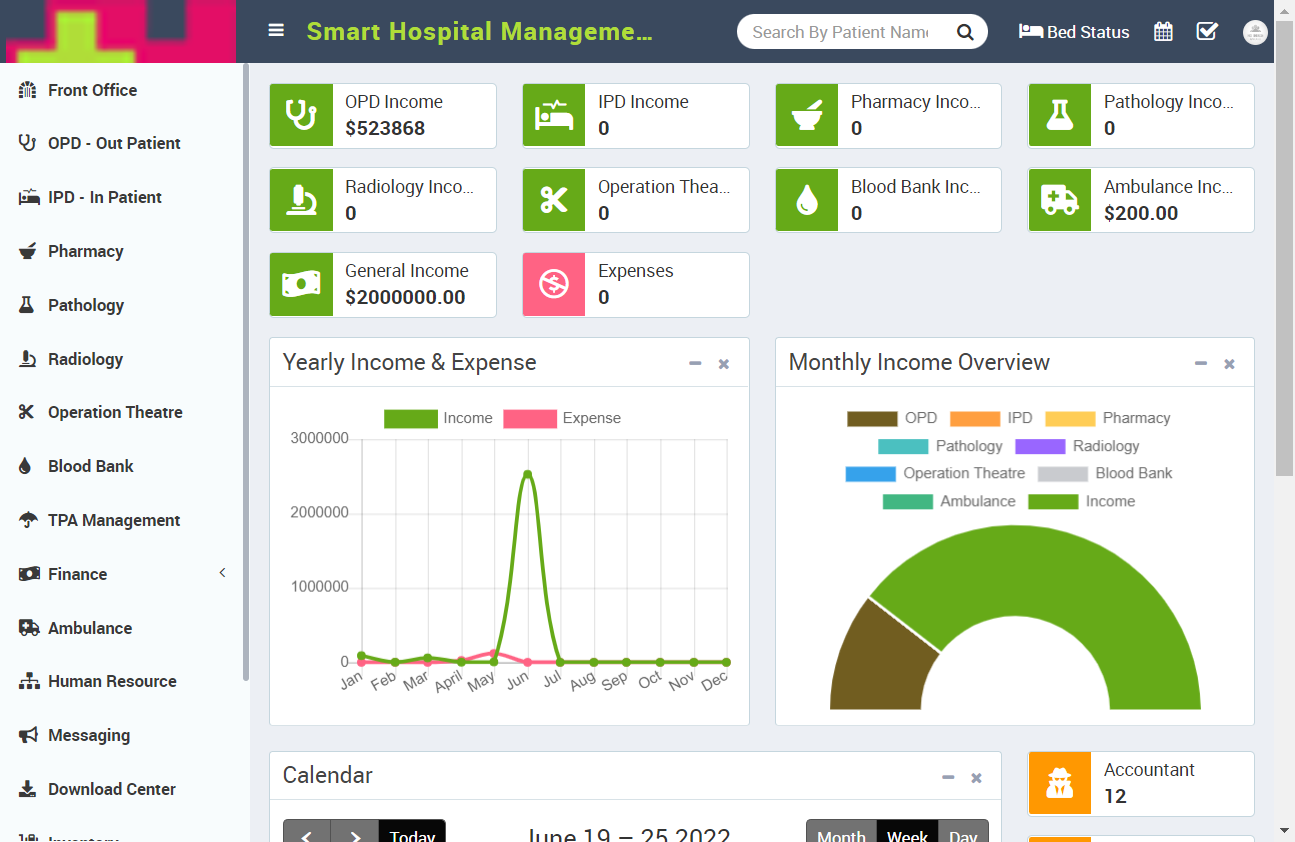 Smart Hospital Manageme...
Search By Patient Name
Bed Status
Front Office
OPD - Out Patient
IPD - In Patient
Pharmacy
Pathology
Radiology
Operation Theatre
Blood Bank
TPA Management
Finance
Ambulance
Human Resource
Messaging
Download Center
Inventory
OPD Income
$523868
IPD Income
0
Pharmacy Inco...
0
Pathology Inco...
0
Radiology Inco...
0
Operation Thea...
0
Blood Bank Inc...
0
Ambulance Inc...
$200.00
General Income
$2000000.00
Expenses
0
Yearly Income & Expense
Income Expense
3000000
2000000
1000000
0
Jan Feb Mar April May Jun Jul Aug Sep Oct Nov Dec
Monthly Income Overview
OPD IPD Pharmacy
Pathology Radiology
Operation Theatre Blood Bank
Ambulance Income
Calendar
Today
June 19 – 25 2022
Month Week Day
Accountant
12